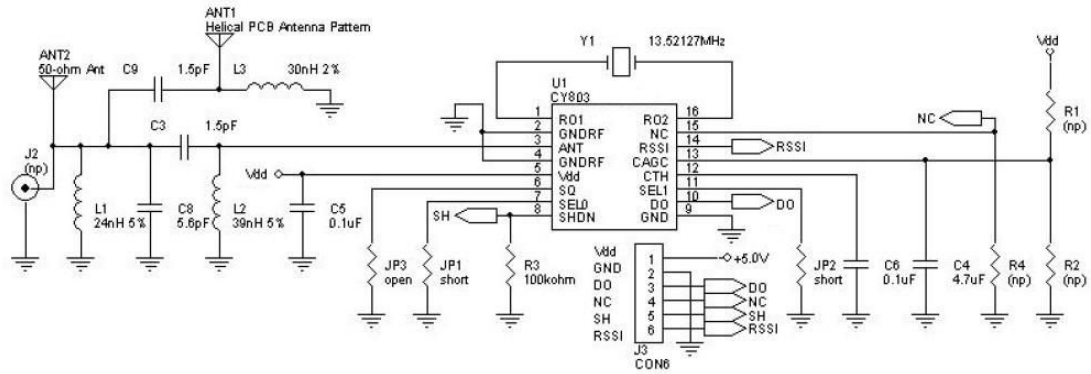 ANT1
Helical PCB Antenna Pattern
ANT2
50-ohm Ant
C9 1.5pF L3 30nH 2%
Y1 13.52127MHz
Vdd
U1
CY803
C3 1.5pF
J2
(np)
L1
24nH 5%
C8
5.6pF
L2
39nH 5%
Vdd
C5
0.1uF
1 RO1 RO2 16
2 GNDRF NC 15
3 ANT RSSI 14
4 GNDRF CAGC 13
5 Vdd CTH 12
6 SQ SEL1 11
7 SEL0 DO 10
8 SHDN GND 9
NC
RSSI
DO
SH
R1
(np)
JP3
open
JP1
short
R3
100kohm
JP2
short
C6
0.1uF
C4
4.7uF
R4
(np)
R2
(np)
Vdd 1 +5.0V
GND 2
DO 3 DO
NC 4 NC
SH 5 SH
RSSI 6 RSSI
J3
CON6